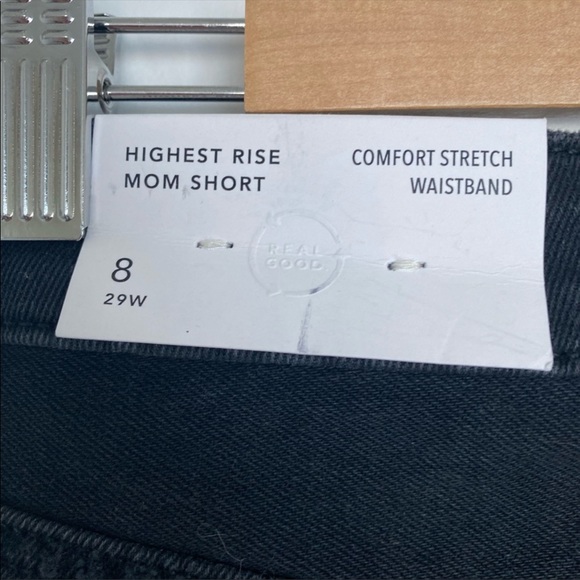 HIGHEST RISE
MOM SHORT
COMFORT STRETCH
WAISTBAND
REAL
GOOD
8
29W